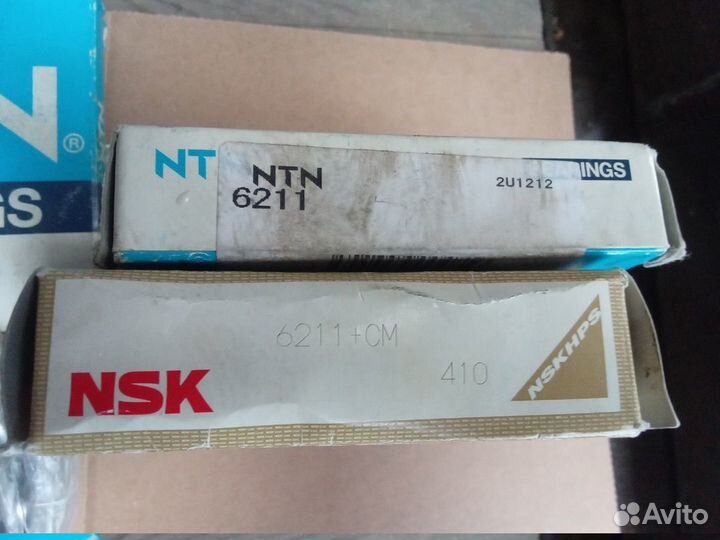 N®
GS
NT NTN
6211
2U1212
INGS
6211+CM
410
NSK
NSKHPS
Avito